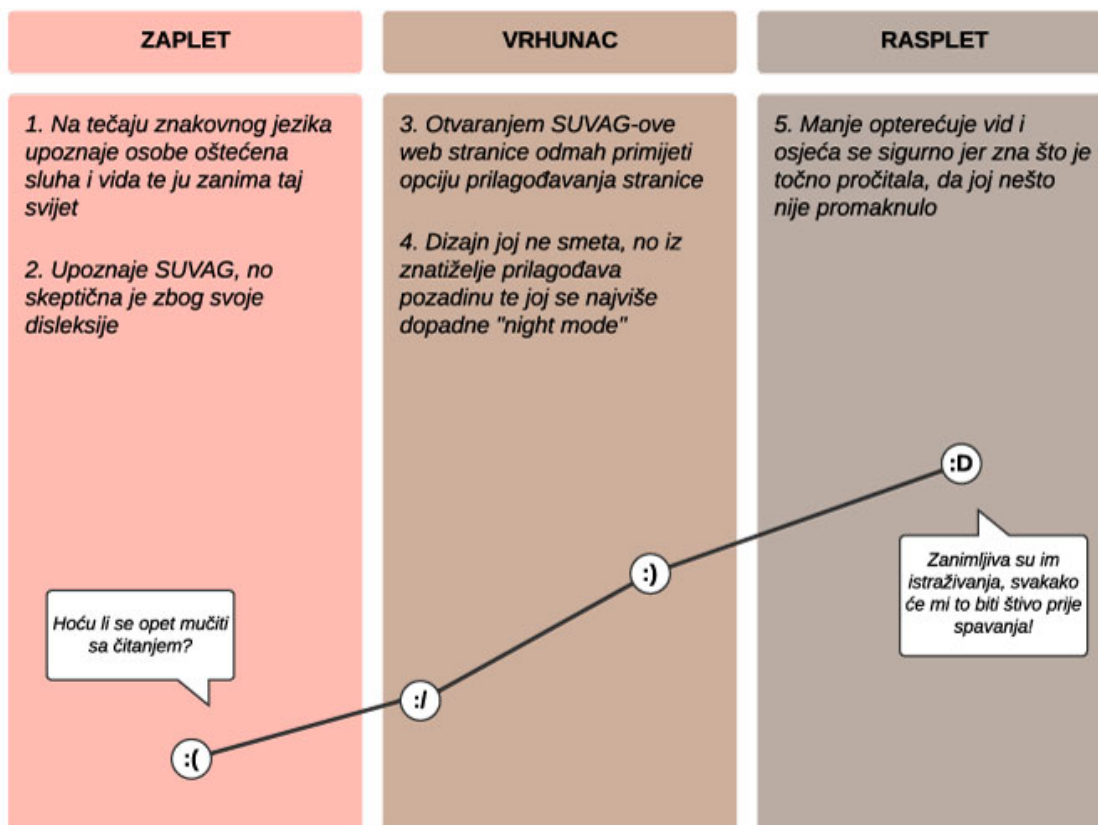 ZAPLET
VRHUNAC
RASPLET
1. Na tečaju znakovnog jezika
upoznaje osobe oštećena
sluha i vida te ju zanima taj
svijet
2. Upoznaje SUVAG, no
skeptična je zbog svoje
disleksije
3. Otvaranjem SUVAG-ove
web stranice odmah primijeti
opciju prilagođavanja stranice
4. Dizajn joj ne smeta, no iz
znatiželje prilagođava
pozadinu te joj se najviše
dopadne "night mode"
5. Manje opterećuje vid i
osjeća se sigurno jer zna što je
točno pročitala, da joj nešto
nije promaknulo
Hoću li se opet mučiti
sa čitanjem?
:(
:/
:)
:D
Zanimljiva su im
istraživanja, svakako
će mi to biti štivo prije
spavanja!